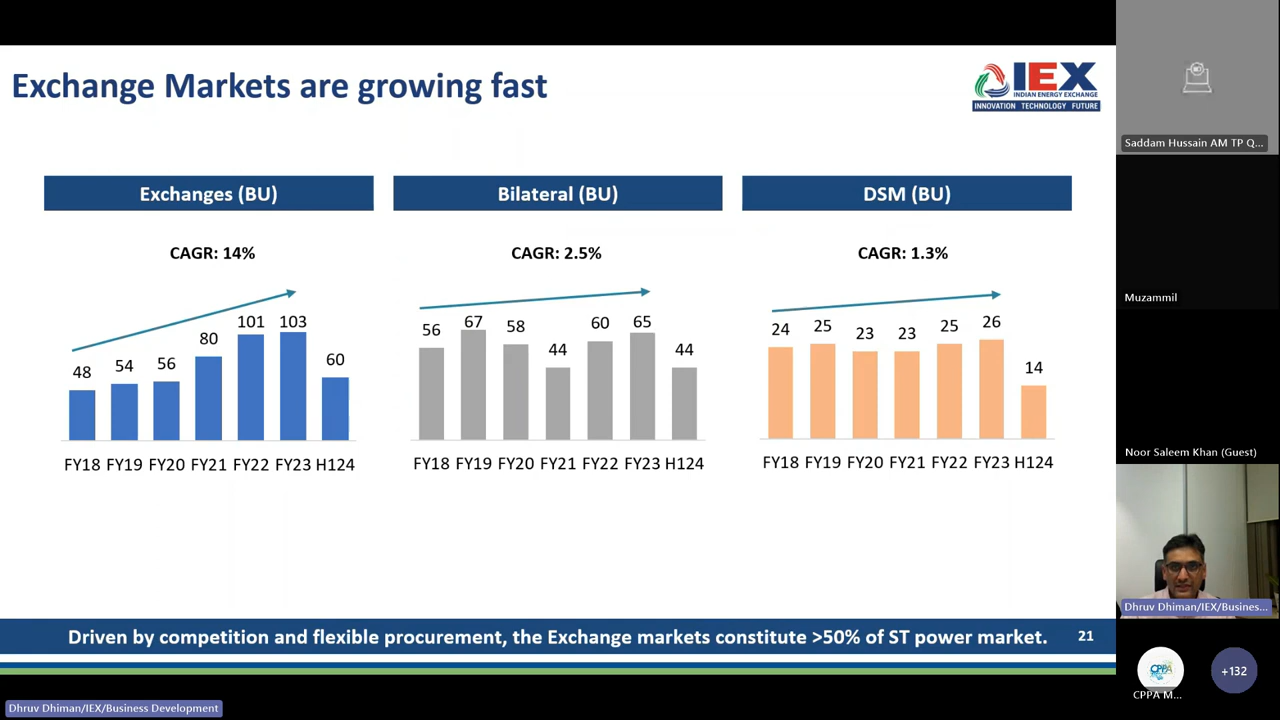 Exchange Markets are growing fast
IEX
INDIAN ENERGY EXCHANGE
INNOVATION TECHNOLOGY FUTURE
Exchanges (BU)
CAGR: 14%
48 54 56 80 101 103 60
FY18 FY19 FY20 FY21 FY22 FY23 H124
Bilateral (BU)
CAGR: 2.5%
56 67 58 44 60 65 44
FY18 FY19 FY20 FY21 FY22 FY23 H124
DSM (BU)
CAGR: 1.3%
24 25 23 23 25 26 14
FY18 FY19 FY20 FY21 FY22 FY23 H124
Driven by competition and flexible procurement, the Exchange markets constitute >50% of ST power market. 21
Dhruv Dhiman/IEX/Business Development
Saddam Hussain AM TP Q...
Muzammil
Noor Saleem Khan (Guest)
Dhruv Dhiman/IEX/Busines...
CPPA
CPPA M...
+132